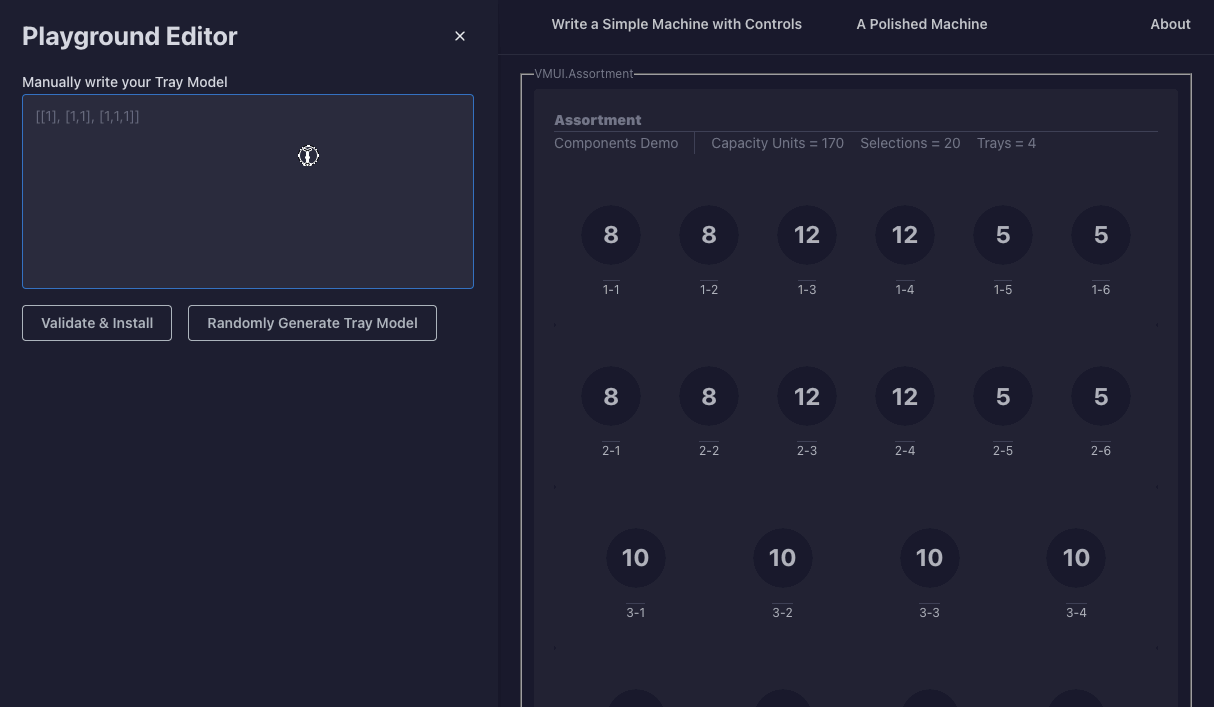 Playground Editor
Manually write your Tray Model
[[1], [1,1], [1,1,1]]
Validate & Install
Randomly Generate Tray Model
Write a Simple Machine with Controls
A Polished Machine
About
VMUI.Assortment
Assortment
Components Demo
Capacity Units = 170
Selections = 20
Trays = 4
8 8 12 12 5 5
1-1 1-2 1-3 1-4 1-5 1-6
8 8 12 12 5 5
2-1 2-2 2-3 2-4 2-5 2-6
10 10 10 10
3-1 3-2 3-3 3-4